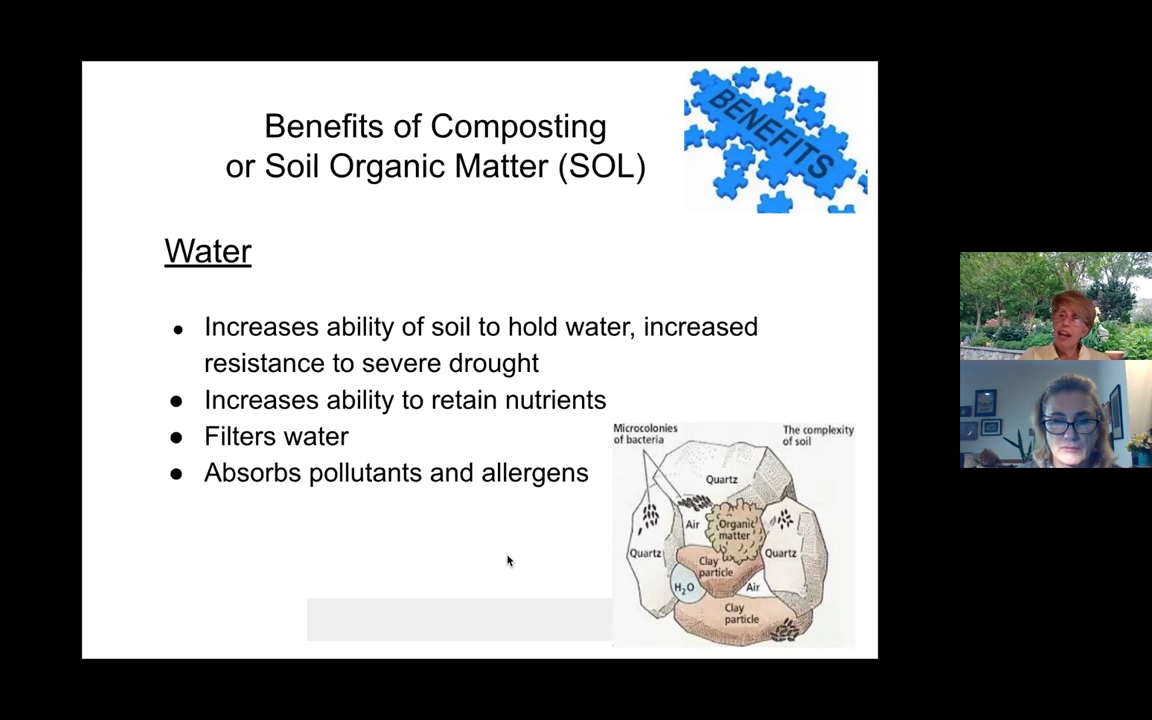 Benefits of Composting
or Soil Organic Matter (SOL)
BENEFITS
Water
● Increases ability of soil to hold water, increased
resistance to severe drought
● Increases ability to retain nutrients
● Filters water
● Absorbs pollutants and allergens
Microcolonies
of bacteria
The complexity
of soil
Quartz
Air
Organic
matter
Quartz
Quartz
Clay
particle
H₂O
Air
Clay
particle